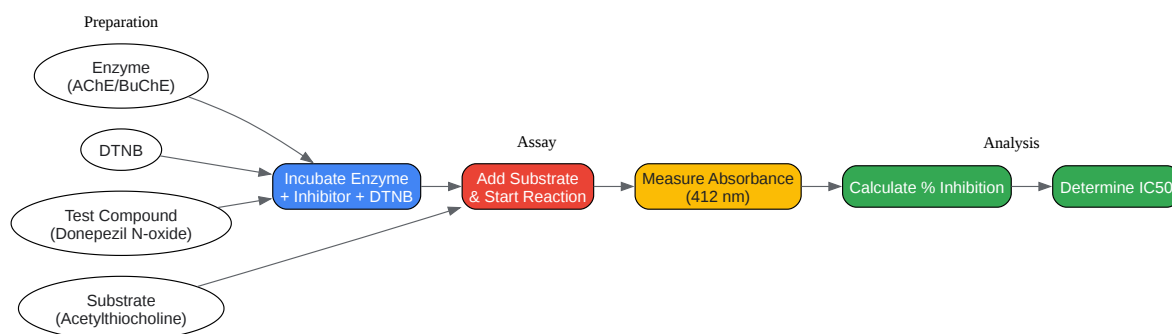 Preparation
Enzyme
(AChE/BuChE)
DTNB
Test Compound
(Donepezil N-oxide)
Substrate
(Acetylthiocholine)
Assay
Incubate Enzyme
+ Inhibitor + DTNB
Add Substrate
& Start Reaction
Measure Absorbance
(412 nm)
Analysis
Calculate % Inhibition
Determine IC50